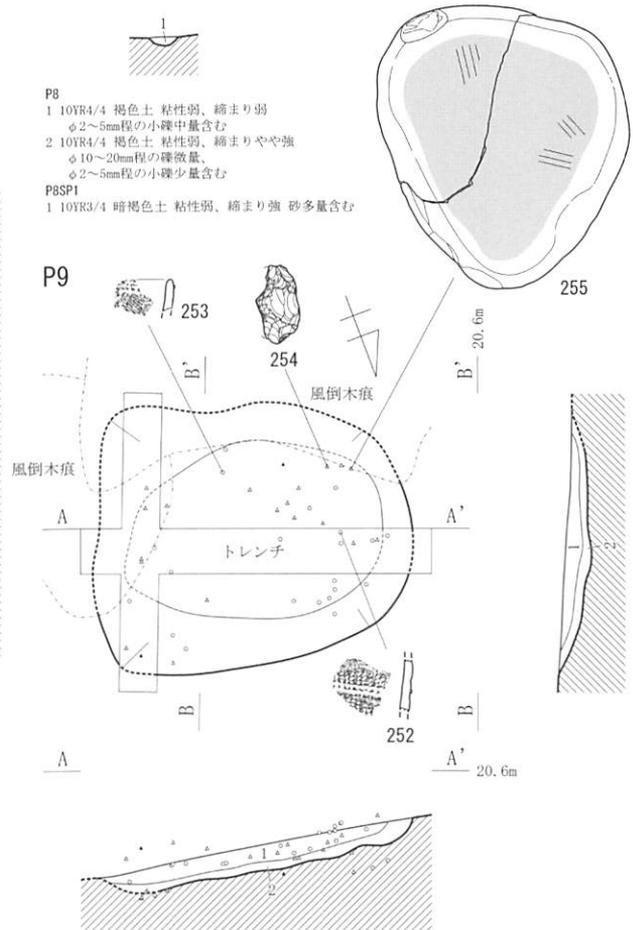 1
P8
1 10YR4/4 褐色土 粘性弱、締まり弱
φ2～5mm程の小礫中量含む
2 10YR4/4 褐色土 粘性弱、締まりやや強
φ10～20mm程の礫微量、
φ2～5mm程の小礫少量含む
P8SP1
1 10YR3/4 暗褐色土 粘性弱、締まり強 砂多量含む
255
P9
253
254
20.6m
B'
B'
風倒木痕
風倒木痕
A
A'
トレンチ
1
2
252
B
B
A
A'
20.6m
1
2